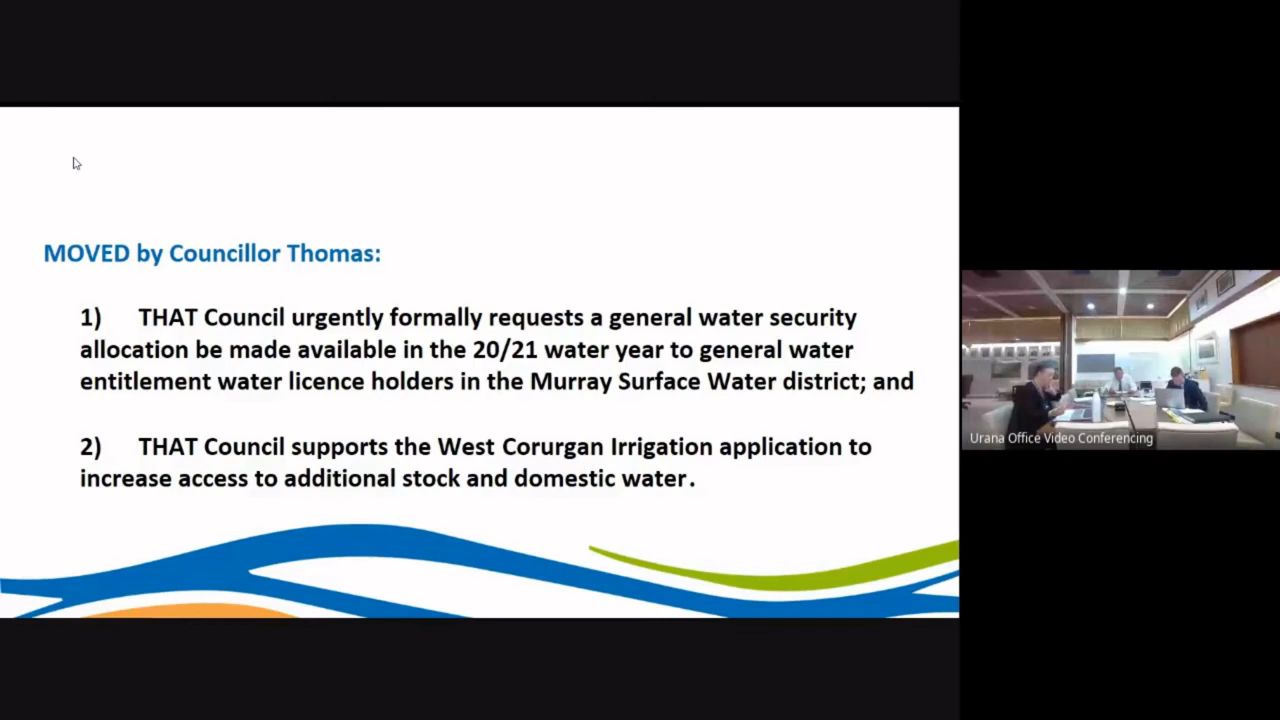 MOVED by Councillor Thomas:
1) THAT Council urgently formally requests a general water security
allocation be made available in the 20/21 water year to general water
entitlement water licence holders in the Murray Surface Water district; and
2) THAT Council supports the West Corurgan Irrigation application to
increase access to additional stock and domestic water.
Urana Office Video Conferencing